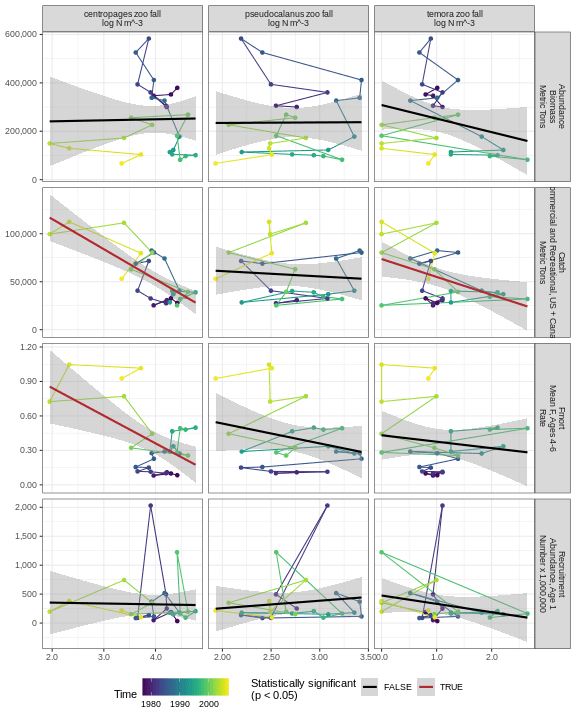 centropages zoo fall
log N m^-3
pseudocalanus zoo fall
log N m^-3
temora zoo fall
log N m^-3
600,000
400,000
200,000
0
Abundance
Biomass
Metric Tons
100,000
50,000
0
Catch
ommercial and Recreational, US + Cana
Metric Tons
1.20
0.90
0.60
0.30
0.00
Fmort
Mean F, Ages 4-6
Rate
2,000
1,500
1,000
500
0
Recruitment
Abundance, Age 1
Number x 1,000,000
2.0 3.0 4.0
2.00 2.50 3.00 3.50
0.0 1.0 2.0
Time
1980 1990 2000
Statistically significant
(p < 0.05)
FALSE
TRUE